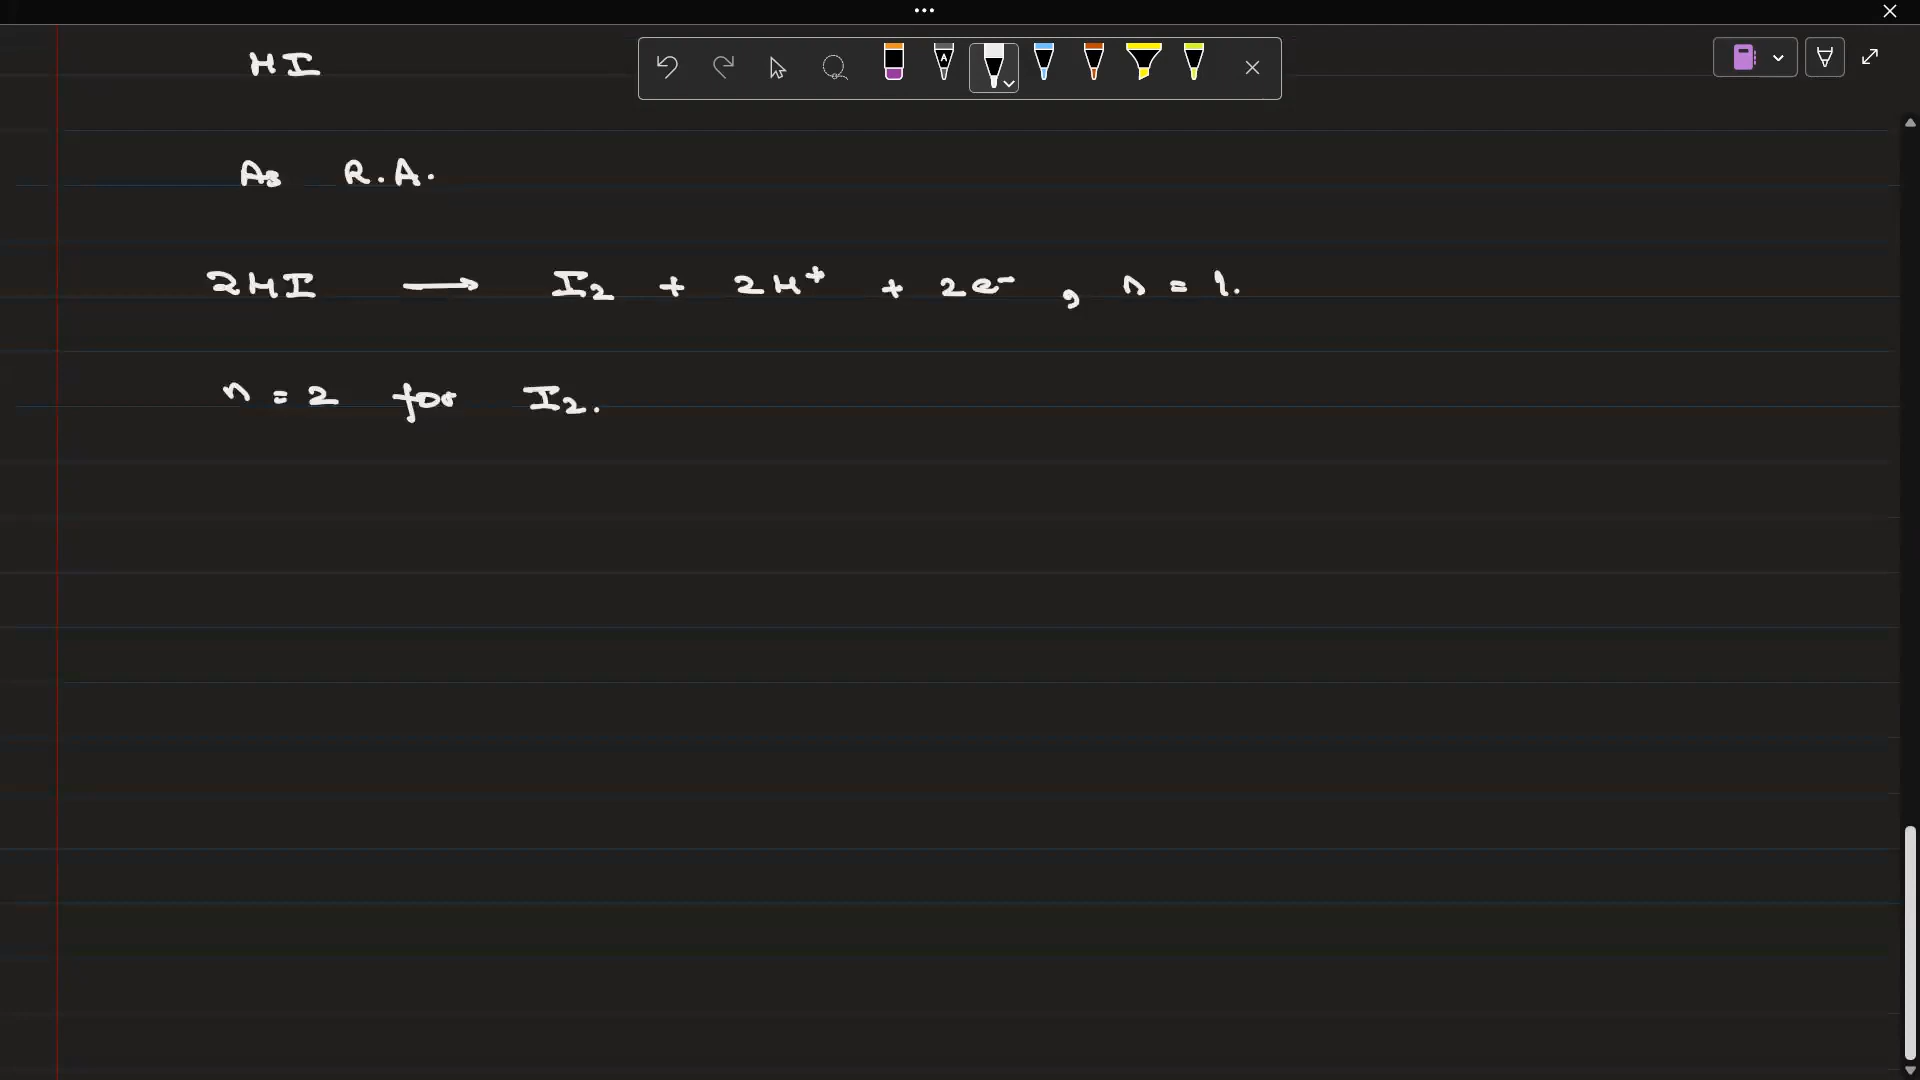 HI
As R.A.
2HI → I₂ + 2H⁺ + 2e⁻ , n = 1.
n = 2 for I₂.